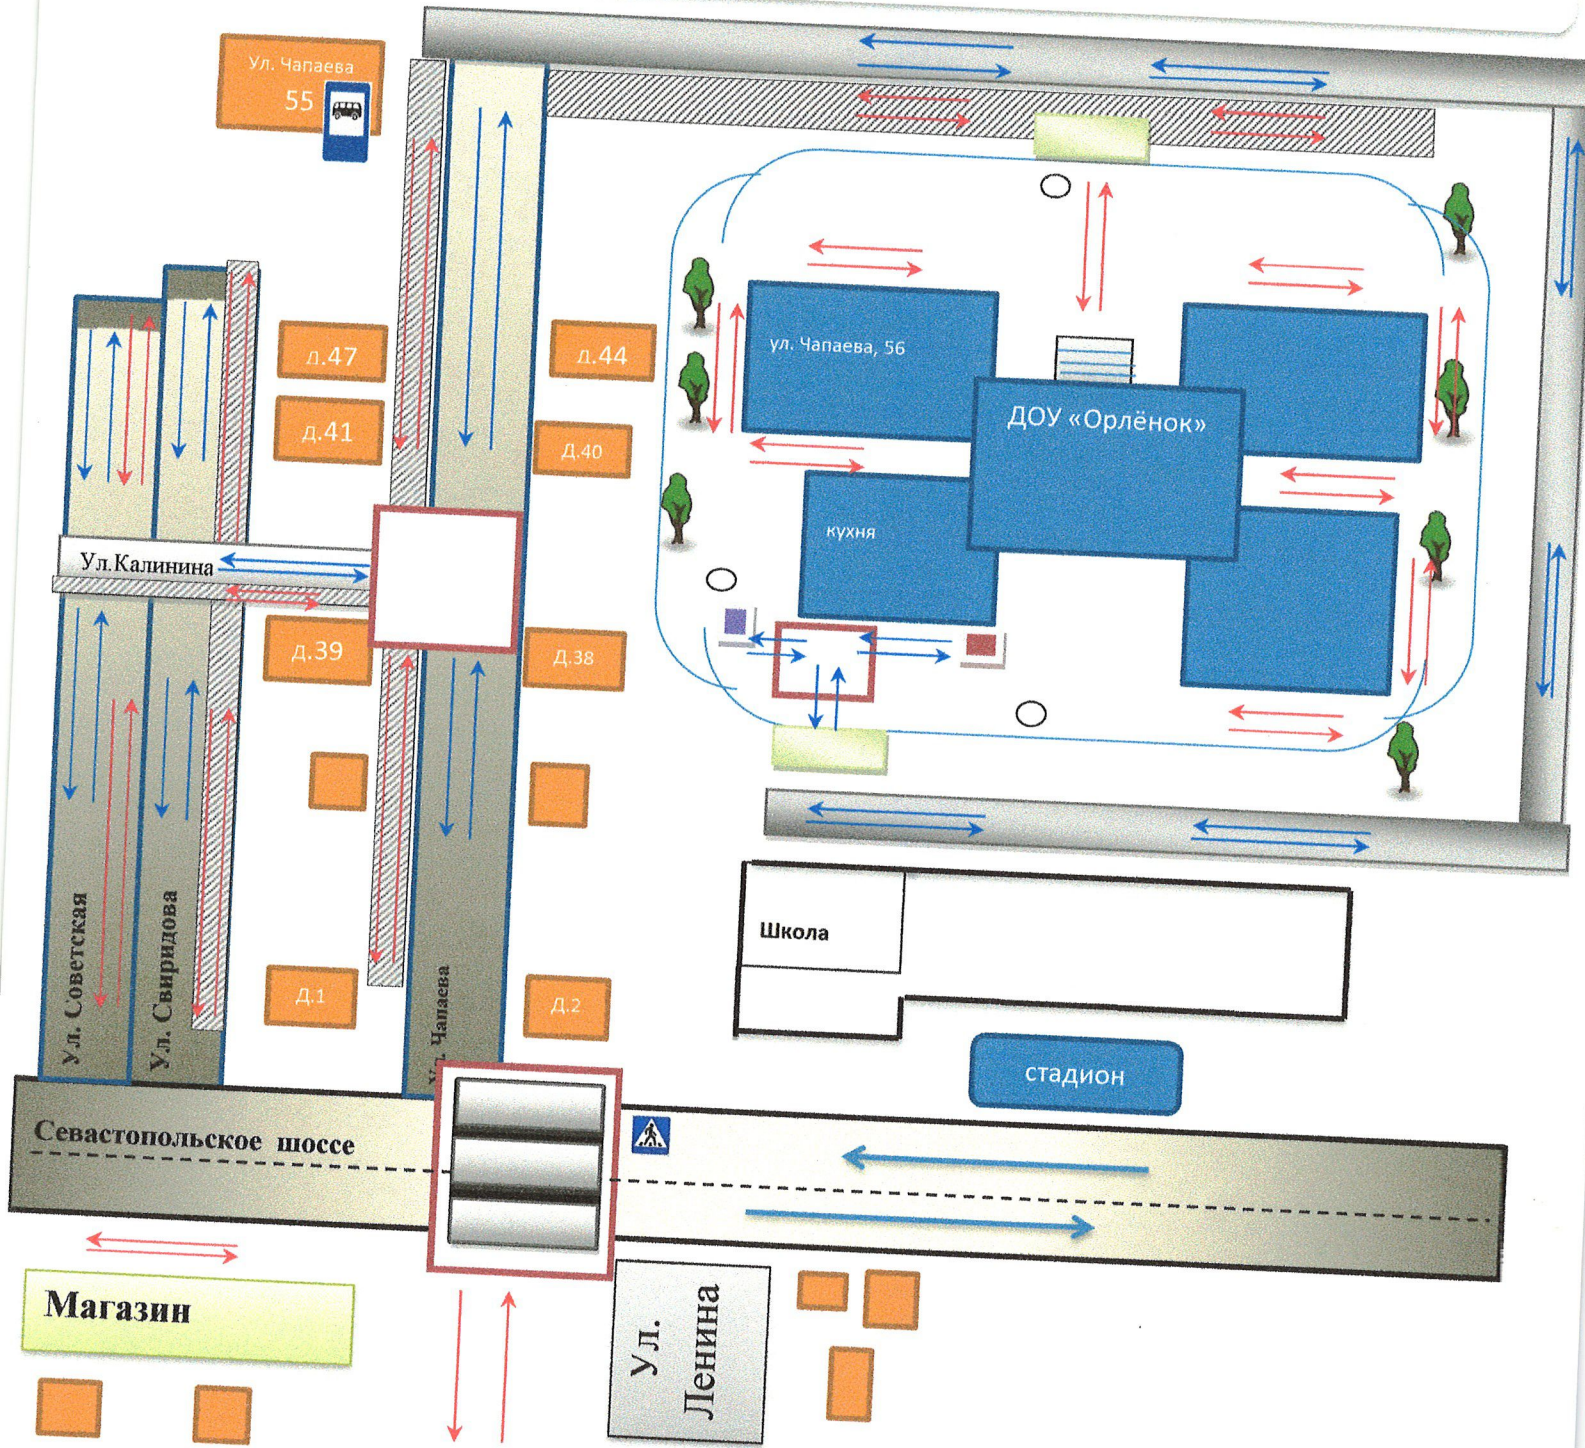 Ул. Чапаева
55
д.47
д.44
д.41
Д.40
ул. Чапаева, 56
ДОУ «Орлёнок»
кухня
Ул.Калинина
д.39
Д.38
Ул. Советская
Ул. Свиридова
Ул. Чапаева
Д.1
Д.2
Школа
стадион
Севастопольское шоссе
Магазин
Ул.
Ленина